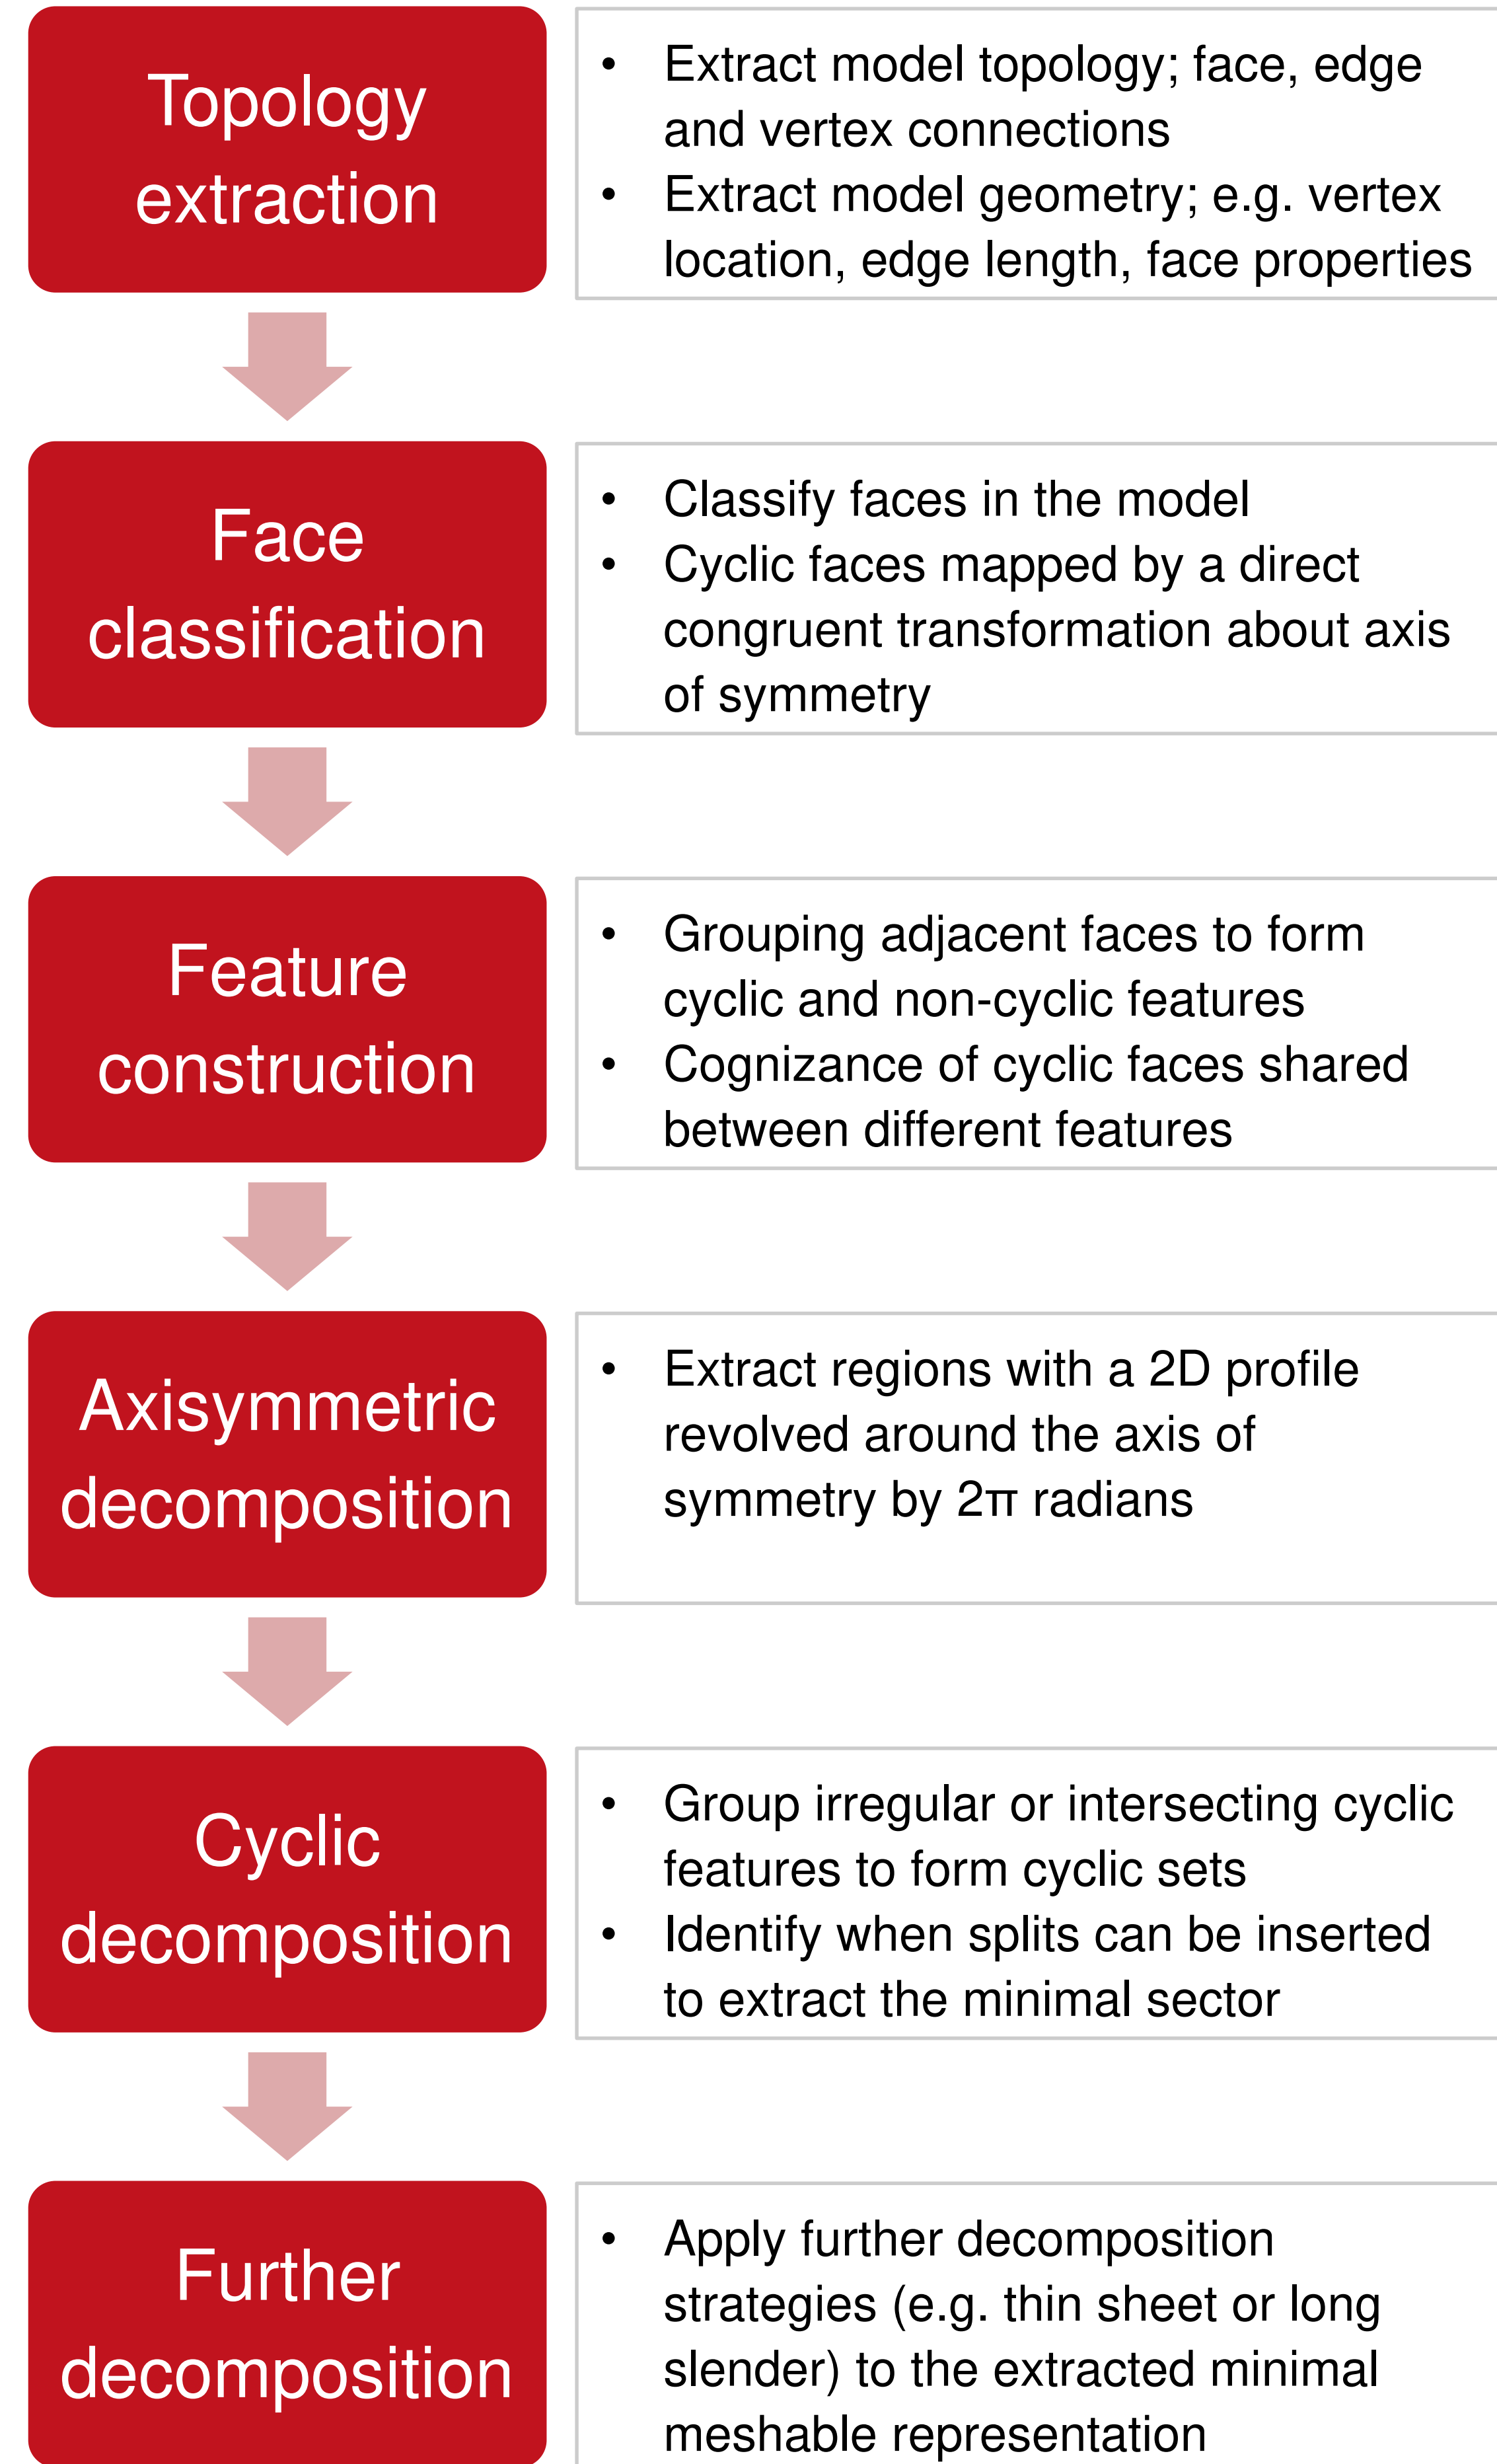 Topology
extraction
• Extract model topology; face, edge
and vertex connections
• Extract model geometry; e.g. vertex
location, edge length, face properties
Face
classification
• Classify faces in the model
• Cyclic faces mapped by a direct
congruent transformation about axis
of symmetry
Feature
construction
• Grouping adjacent faces to form
cyclic and non-cyclic features
• Cognizance of cyclic faces shared
between different features
Axisymmetric
decomposition
• Extract regions with a 2D profile
revolved around the axis of
symmetry by 2π radians
Cyclic
decomposition
• Group irregular or intersecting cyclic
features to form cyclic sets
• Identify when splits can be inserted
to extract the minimal sector
Further
decomposition
• Apply further decomposition
strategies (e.g. thin sheet or long
slender) to the extracted minimal
meshable representation